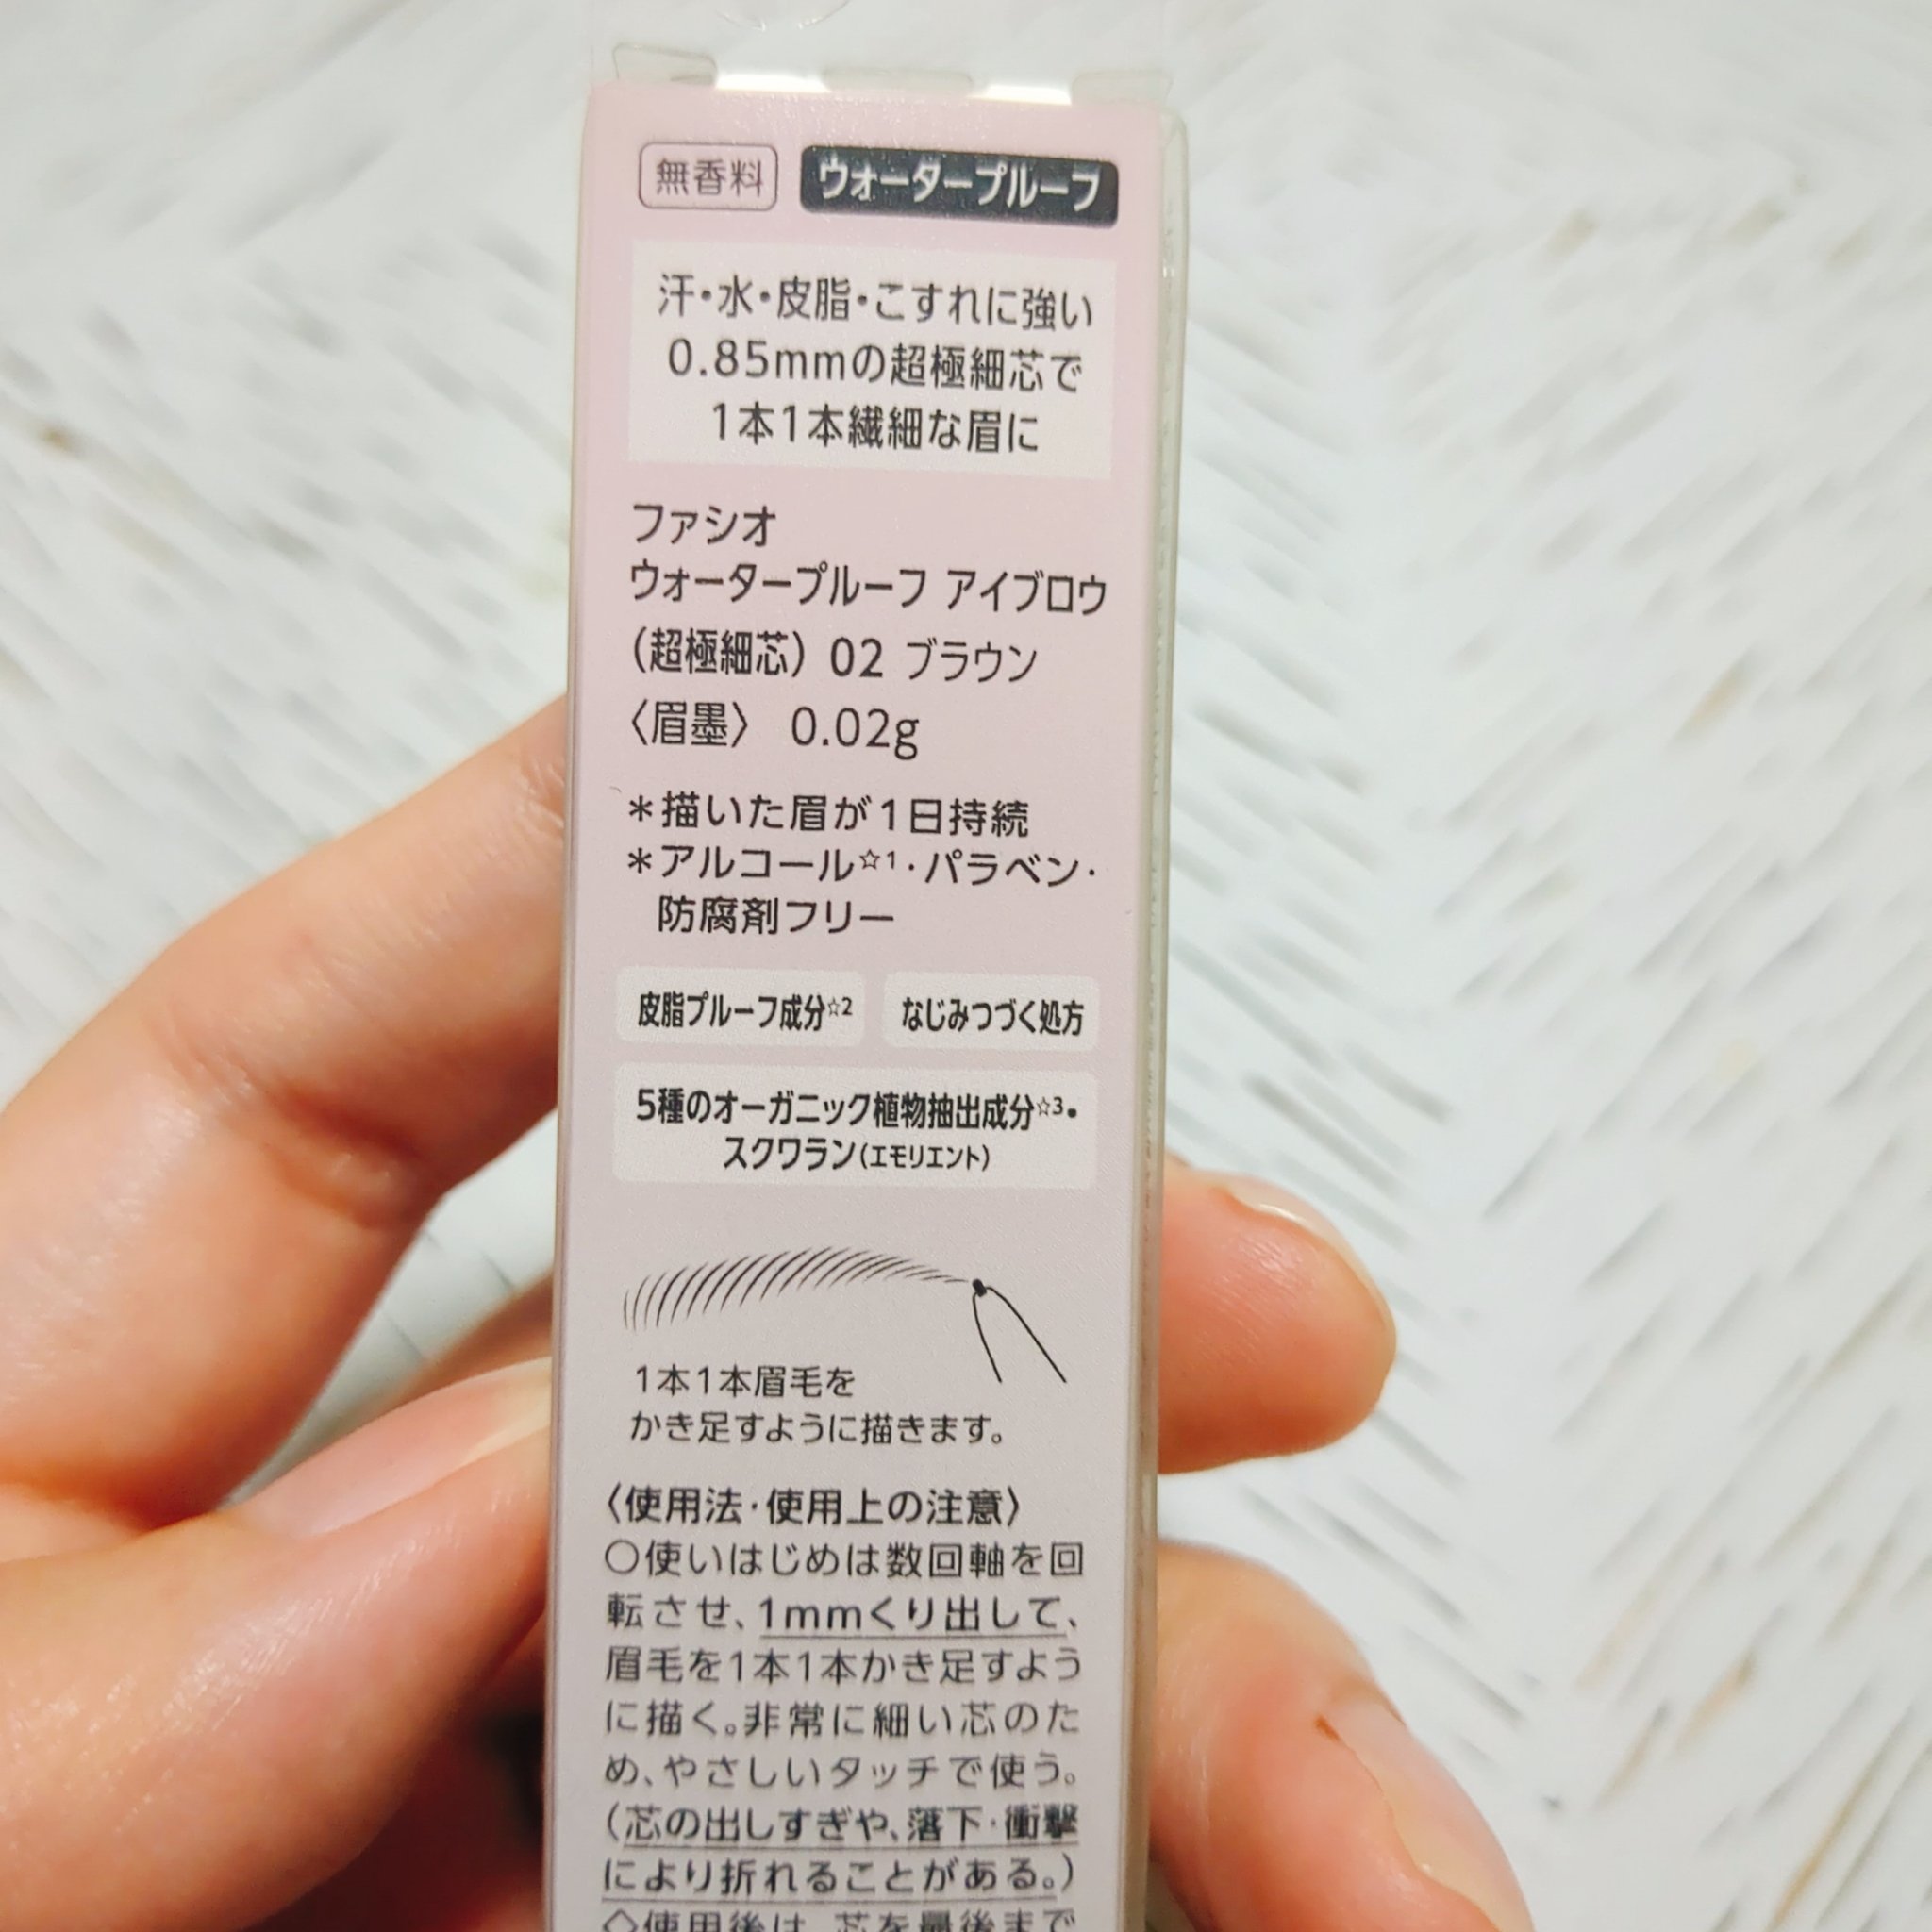 無香料 ウォータープルーフ
汗・水・皮脂・こすれに強い
0.85mmの超極細芯で
1本1本繊細な眉に
ファシオ
ウォータープルーフ アイブロウ
(超極細芯) 02 ブラウン
〈眉墨〉 0.02g
＊描いた眉が1日持続
＊アルコール☆1・パラベン・
防腐剤フリー
皮脂プルーフ成分☆2 なじみつづく処方
5種のオーガニック植物抽出成分☆3・
スクワラン(エモリエント)
1本1本眉毛を
かき足すように描きます。
〈使用法・使用上の注意〉
○使いはじめは数回軸を回
転させ、1mmくり出して、
眉毛を1本1本かき足すよう
に描く。非常に細い芯のた
め、やさしいタッチで使う。
(芯の出しすぎや、落下・衝撃
により折れることがある。)
◇使用後は、芯を最後まで